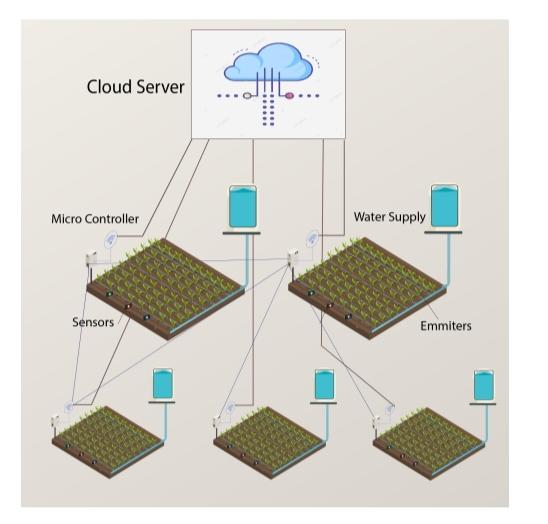 Cloud Server
Micro Controller
Water Supply
Sensors
Emmiters